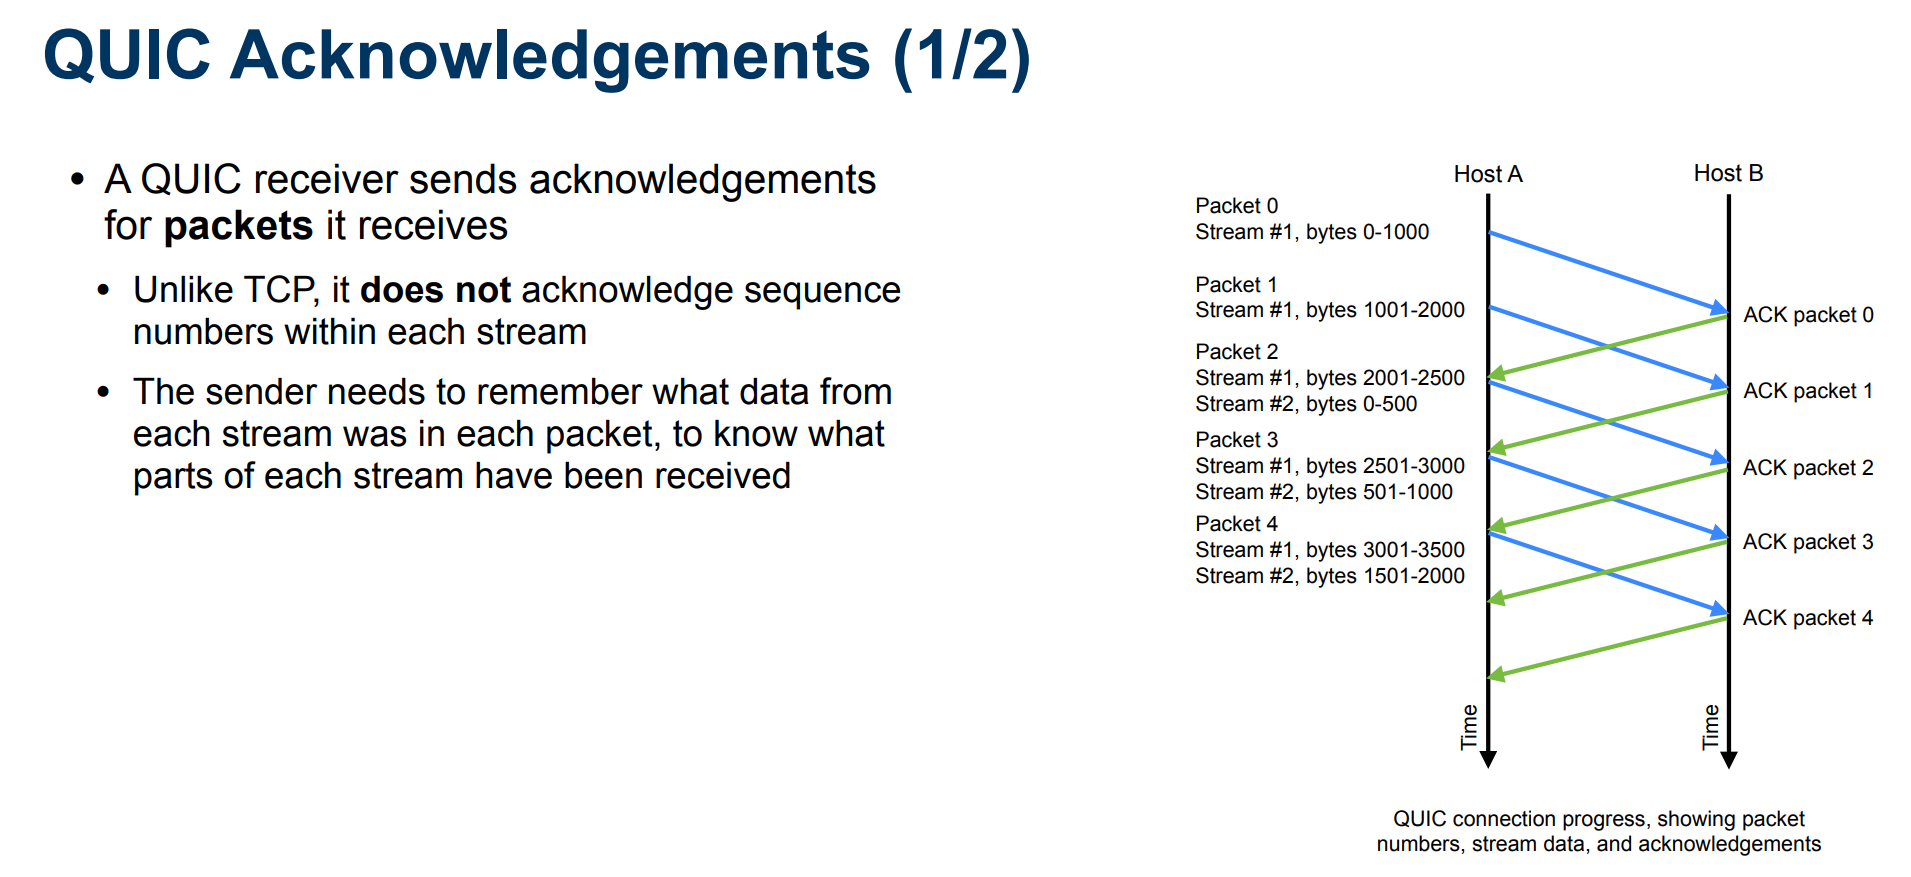 QUIC Acknowledgements (1/2)
• A QUIC receiver sends acknowledgements
for packets it receives
• Unlike TCP, it does not acknowledge sequence
numbers within each stream
• The sender needs to remember what data from
each stream was in each packet, to know what
parts of each stream have been received
Host A
Host B
Packet 0
Stream #1, bytes 0-1000
Packet 1
Stream #1, bytes 1001-2000
Packet 2
Stream #1, bytes 2001-2500
Stream #2, bytes 0-500
Packet 3
Stream #1, bytes 2501-3000
Stream #2, bytes 501-1000
Packet 4
Stream #1, bytes 3001-3500
Stream #2, bytes 1501-2000
ACK packet 0
ACK packet 1
ACK packet 2
ACK packet 3
ACK packet 4
Time
Time
QUIC connection progress, showing packet
numbers, stream data, and acknowledgements